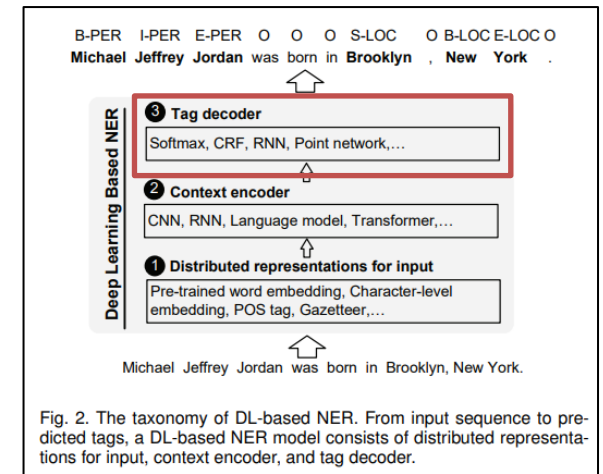 B-PER I-PER E-PER O O O S-LOC O B-LOC E-LOC O
Michael Jeffrey Jordan was born in Brooklyn , New York .
Deep Learning Based NER
3 Tag decoder
Softmax, CRF, RNN, Point network,…
2 Context encoder
CNN, RNN, Language model, Transformer,…
1 Distributed representations for input
Pre-trained word embedding, Character-level
embedding, POS tag, Gazetteer,…
Michael Jeffrey Jordan was born in Brooklyn, New York.
Fig. 2. The taxonomy of DL-based NER. From input sequence to pre-
dicted tags, a DL-based NER model consists of distributed representa-
tions for input, context encoder, and tag decoder.